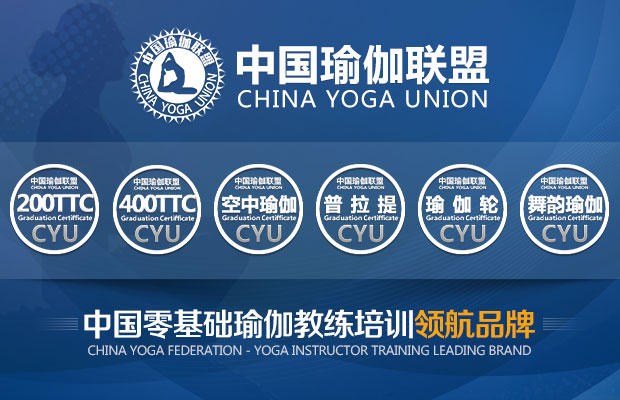 中国瑜伽联盟
CHINA YOGA UNION
中国瑜伽联盟
CHINA YOGA UNION
中国瑜伽联盟
CHINA YOGA UNION
200TTC
Graduation Certifficate
CYU
中国瑜伽联盟
CHINA YOGA UNION
400TTC
Graduation Certifficate
CYU
中国瑜伽联盟
CHINA YOGA UNION
空中瑜伽
Graduation Certifficate
CYU
中国瑜伽联盟
CHINA YOGA UNION
普拉提
Graduation Certifficate
CYU
中国瑜伽联盟
CHINA YOGA UNION
瑜伽轮
Graduation Certifficate
CYU
中国瑜伽联盟
CHINA YOGA UNION
舞韵瑜伽
Graduation Certifficate
CYU
中国零基础瑜伽教练培训领航品牌
CHINA YOGA FEDERATION - YOGA INSTRUCTOR TRAINING LEADING BRAND